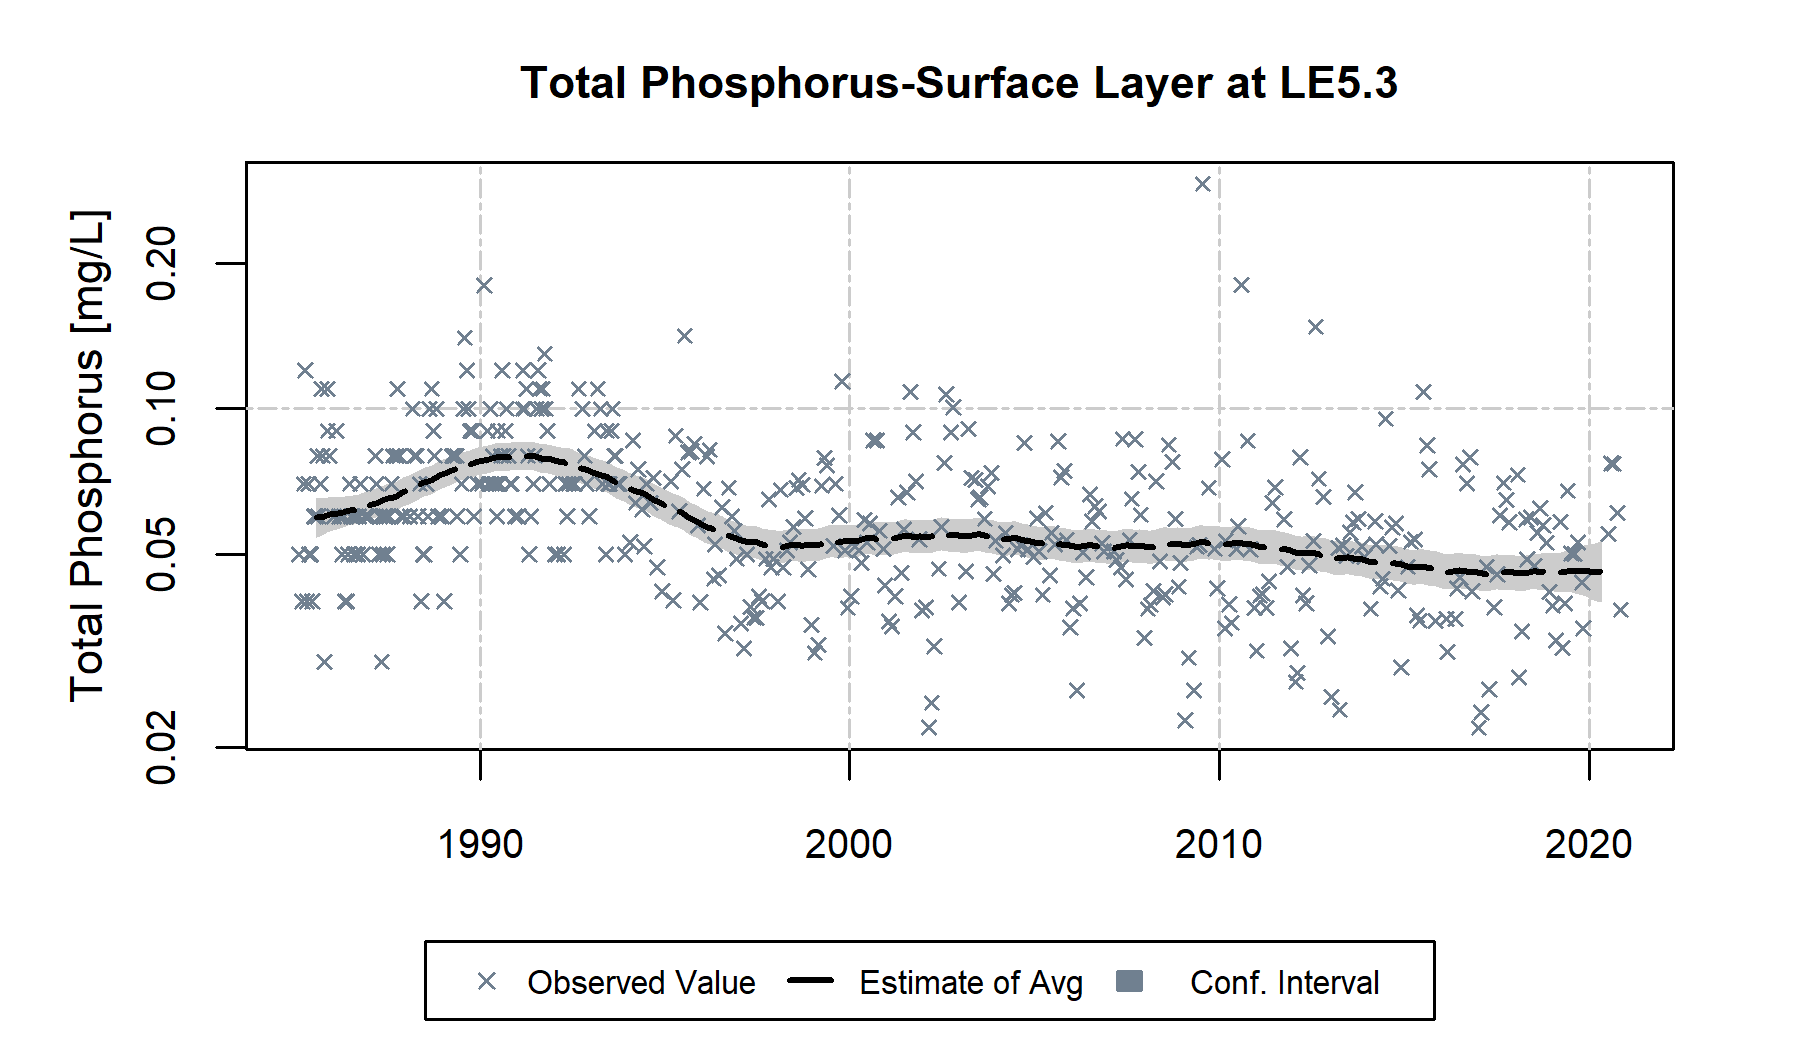 Total Phosphorus-Surface Layer at LE5.3
Total Phosphorus [mg/L]
0.20
0.10
0.05
0.02
1990 2000 2010 2020
Observed Value Estimate of Avg Conf. Interval